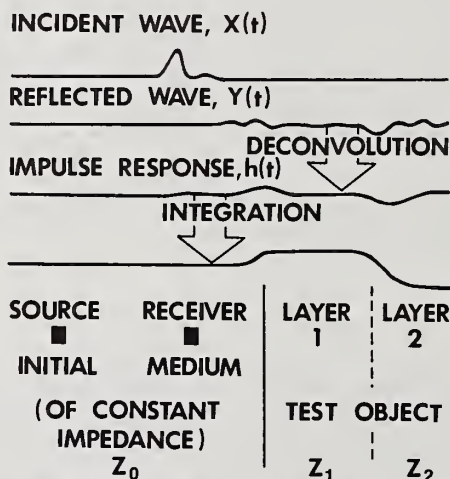 INCIDENT WAVE, X(t)
REFLECTED WAVE, Y(t)
DECONVOLUTION
IMPULSE RESPONSE, h(t)
INTEGRATION
SOURCE RECEIVER LAYER LAYER
1 2
INITIAL MEDIUM
(OF CONSTANT TEST OBJECT
IMPEDANCE)
Z₀ Z₁ Z₂